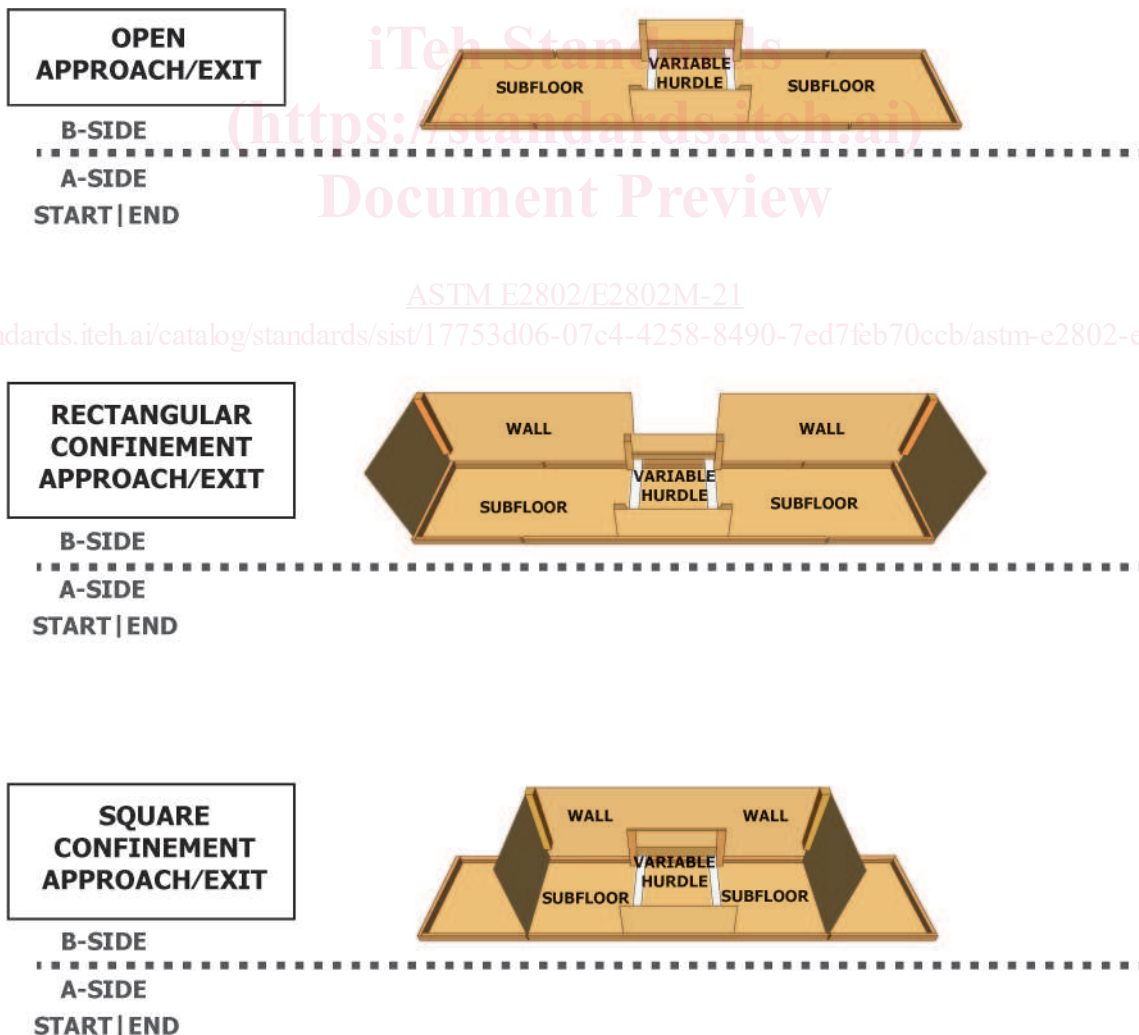 OPEN
APPROACH/EXIT
iTeh Standards
VARIABLE
HURDLE
SUBFLOOR
SUBFLOOR
(https://standards.iteh.ai)
B-SIDE
A-SIDE
START|END
Document Preview
ASTM E2802/E2802M-21
ndards.iteh.ai/catalog/standards/sist/17753d06-07c4-4258-8490-7ed7feb70ccb/astm-e2802-e
RECTANGULAR
CONFINEMENT
APPROACH/EXIT
WALL
WALL
VARIABLE
HURDLE
SUBFLOOR
SUBFLOOR
B-SIDE
A-SIDE
START|END
SQUARE
CONFINEMENT
APPROACH/EXIT
WALL
WALL
VARIABLE
HURDLE
SUBFLOOR
SUBFLOOR
B-SIDE
A-SIDE
START|END